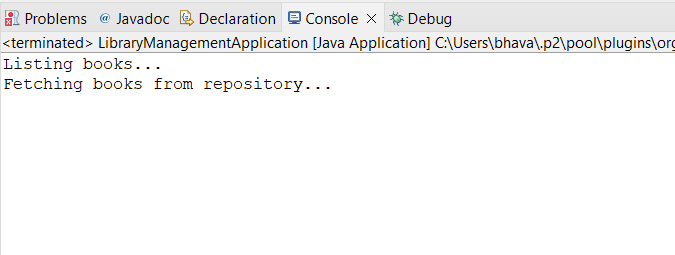 Problems @ Javadoc Declaration Console Debug
<terminated> LibraryManagementApplication [Java Application] C:\Users\bhava\.p2\pool\plugins\org
Listing books...
Fetching books from repository...